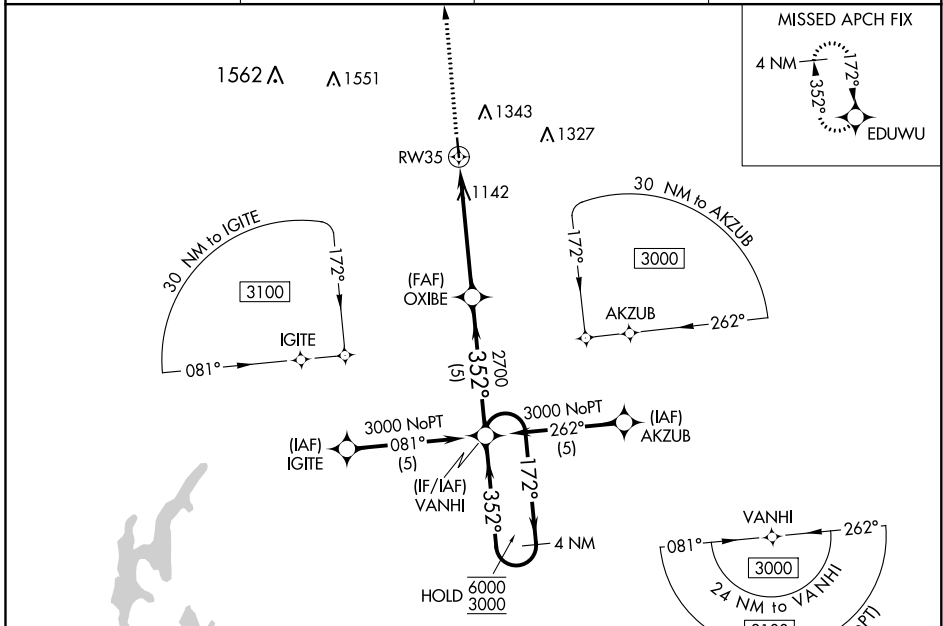 MISSED APCH FIX
4 NM
172°
352°
EDUWU
1562
1551
1343
1327
RW35
1142
30 NM to IGITE
172°
3100
IGITE
081°
(FAF)
OXIBE
30 NM to AKZUB
172°
3000
AKZUB
262°
2700
352°
(5)
3000 NoPT
081°
(5)
(IAF)
IGITE
3000 NoPT
262°
(5)
(IAF)
AKZUB
(IF/IAF)
VANHI
352°
172°
4 NM
HOLD
6000
3000
VANHI
081°
262°
3000
24 NM to VANHI